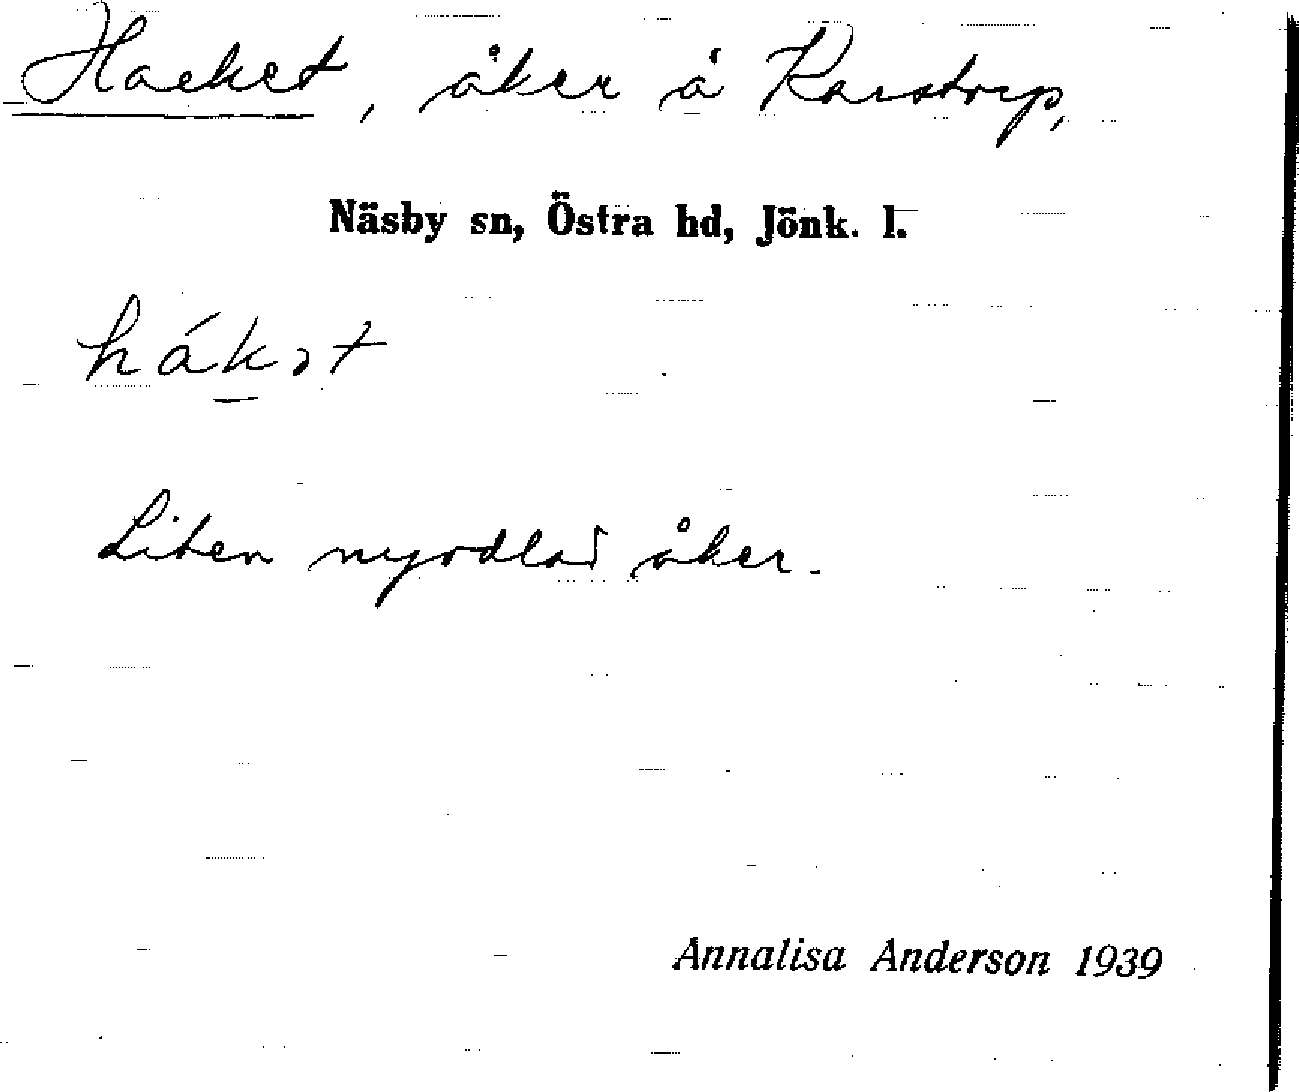 Hacket, åker å Karstorp,
Näsby sn, Östra hd, Jönk. l.
hákət
Liten nyodlad åker.
Annalisa Anderson 1939